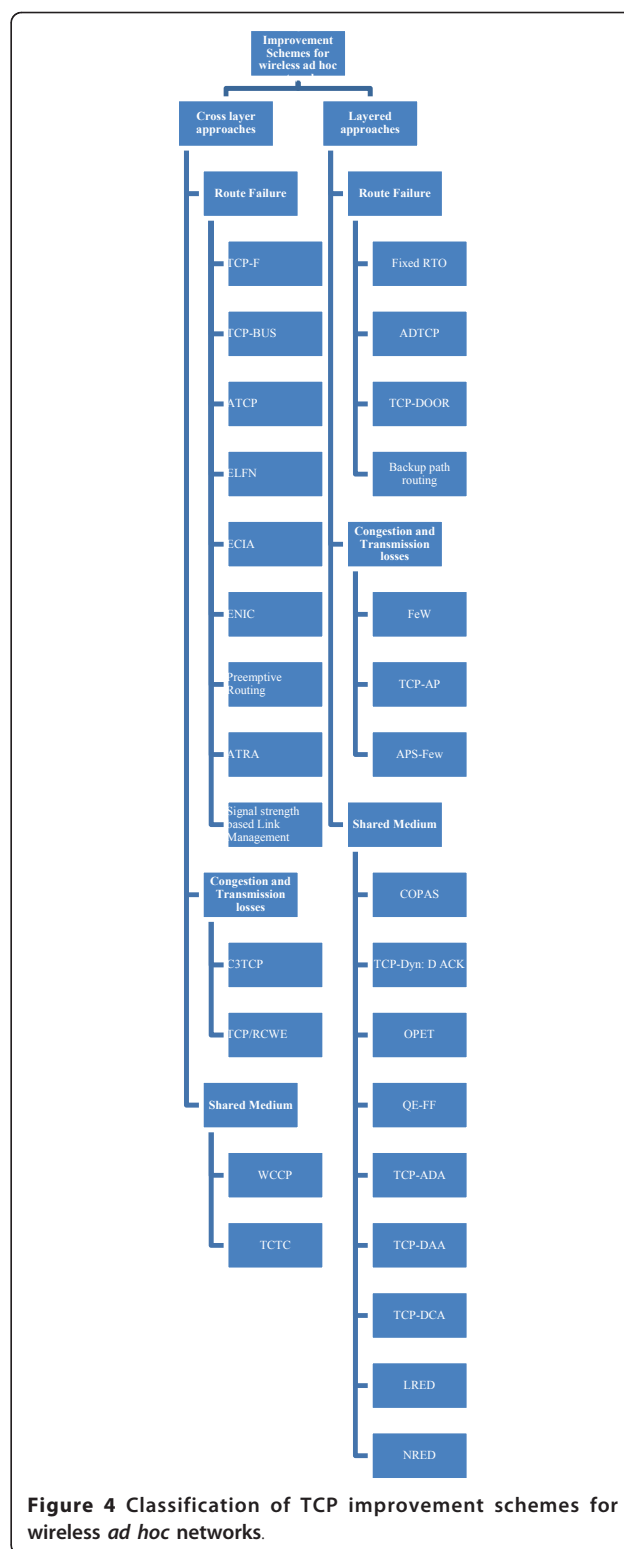 Improvement
Schemes for
wireless ad hoc
Cross layer
approaches
Route Failure
TCP-F
TCP-BUS
ATCP
ELFN
ECIA
ENIC
Preemptive
Routing
ATRA
Signal strength
based Link
Management
Congestion and
Transmission
losses
C3TCP
TCP/RCWE
Shared Medium
WCCP
TCTC
Layered
approaches
Route Failure
Fixed RTO
ADTCP
TCP-DOOR
Backup path
routing
Congestion and
Transmission
losses
FeW
TCP-AP
APS-Few
Shared Medium
COPAS
TCP-Dyn: D ACK
OPET
QE-FF
TCP-ADA
TCP-DAA
TCP-DCA
LRED
NRED
Figure 4 Classification of TCP improvement schemes for
wireless ad hoc networks.